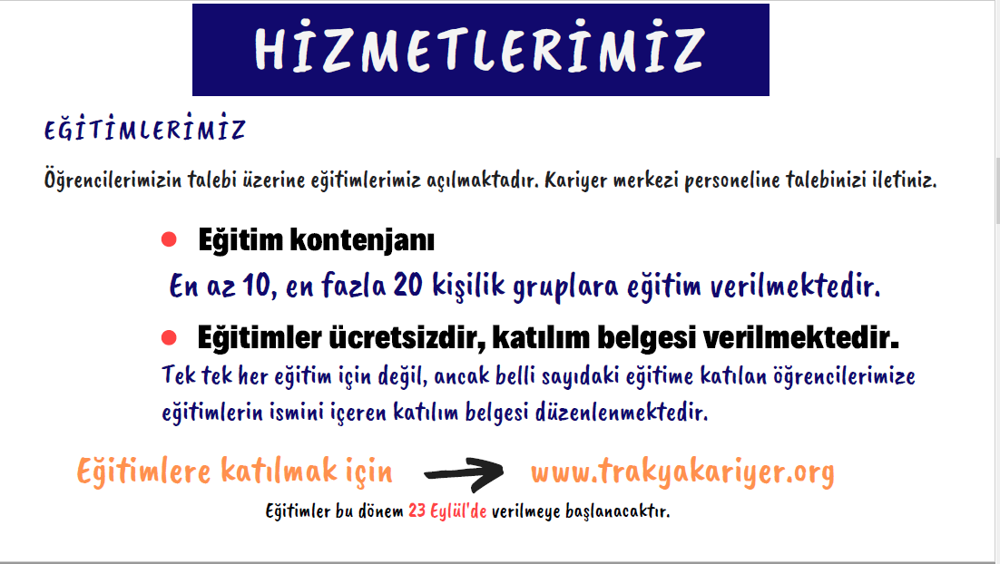 HİZMETLERİMİZ
EĞİTİMLERİMİZ
Öğrencilerimizin talebi üzerine eğitimlerimiz açılmaktadır. Kariyer merkezi personeline talebinizi iletiniz.
● Eğitim kontenjanı
En az 10, en fazla 20 kişilik gruplara eğitim verilmektedir.
● Eğitimler ücretsizdir, katılım belgesi verilmektedir.
Tek tek her eğitim için değil, ancak belli sayıdaki eğitime katılan öğrencilerimize
eğitimlerin ismini içeren katılım belgesi düzenlenmektedir.
Eğitimlere katılmak için → www.trakyakariyer.org
Eğitimler bu dönem 23 Eylül'de verilmeye başlanacaktır.